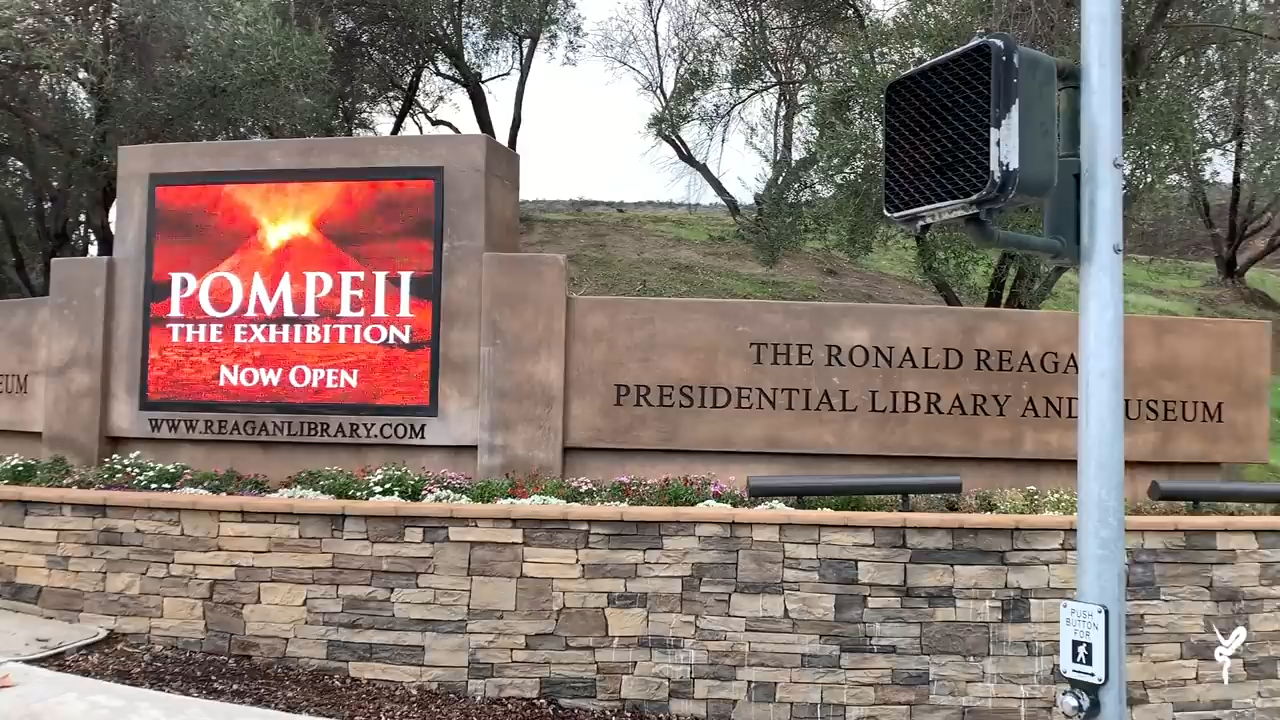 EUM
POMPEII
THE EXHIBITION
NOW OPEN
WWW.REAGANLIBRARY.COM
THE RONALD REAGA
PRESIDENTIAL LIBRARY AND USEUM
PUSH
BUTTON
FOR